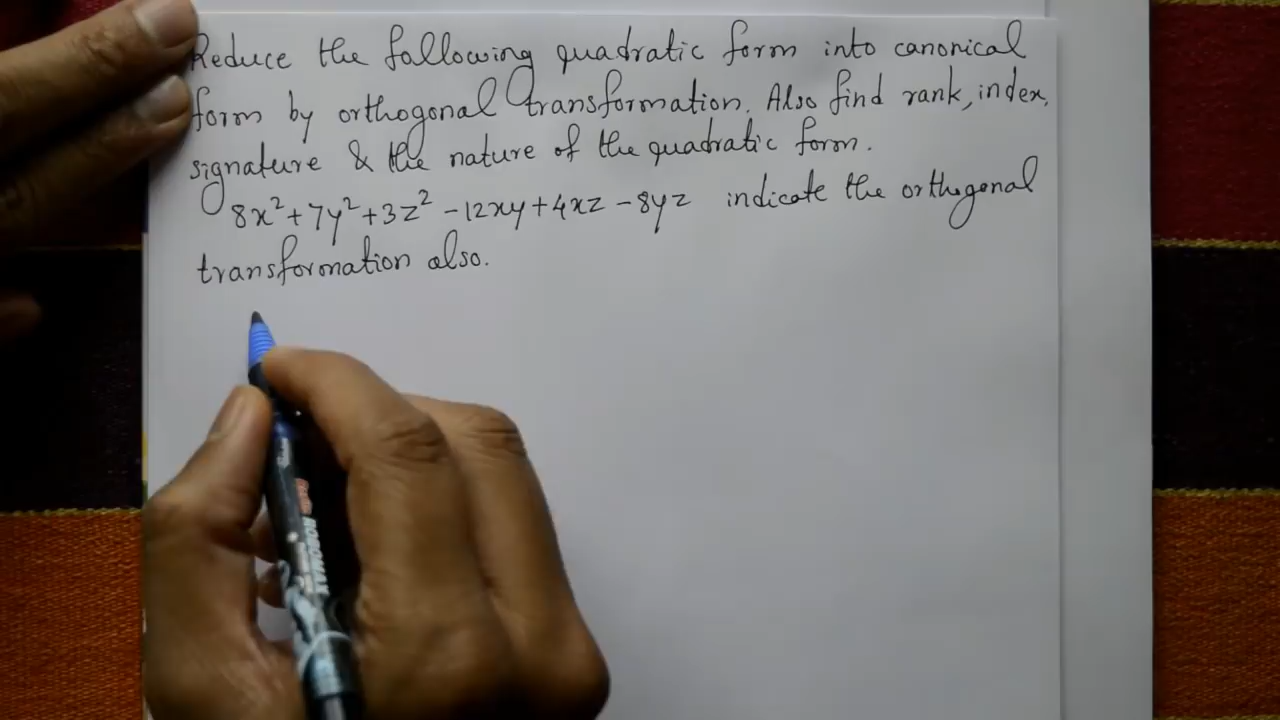 Reduce the following quadratic form into canonical
form by orthogonal transformation. Also find rank, index,
signature & the nature of the quadratic form.
8x²+7y²+3z²-12xy+4xz-8yz indicate the orthogonal
transformation also.